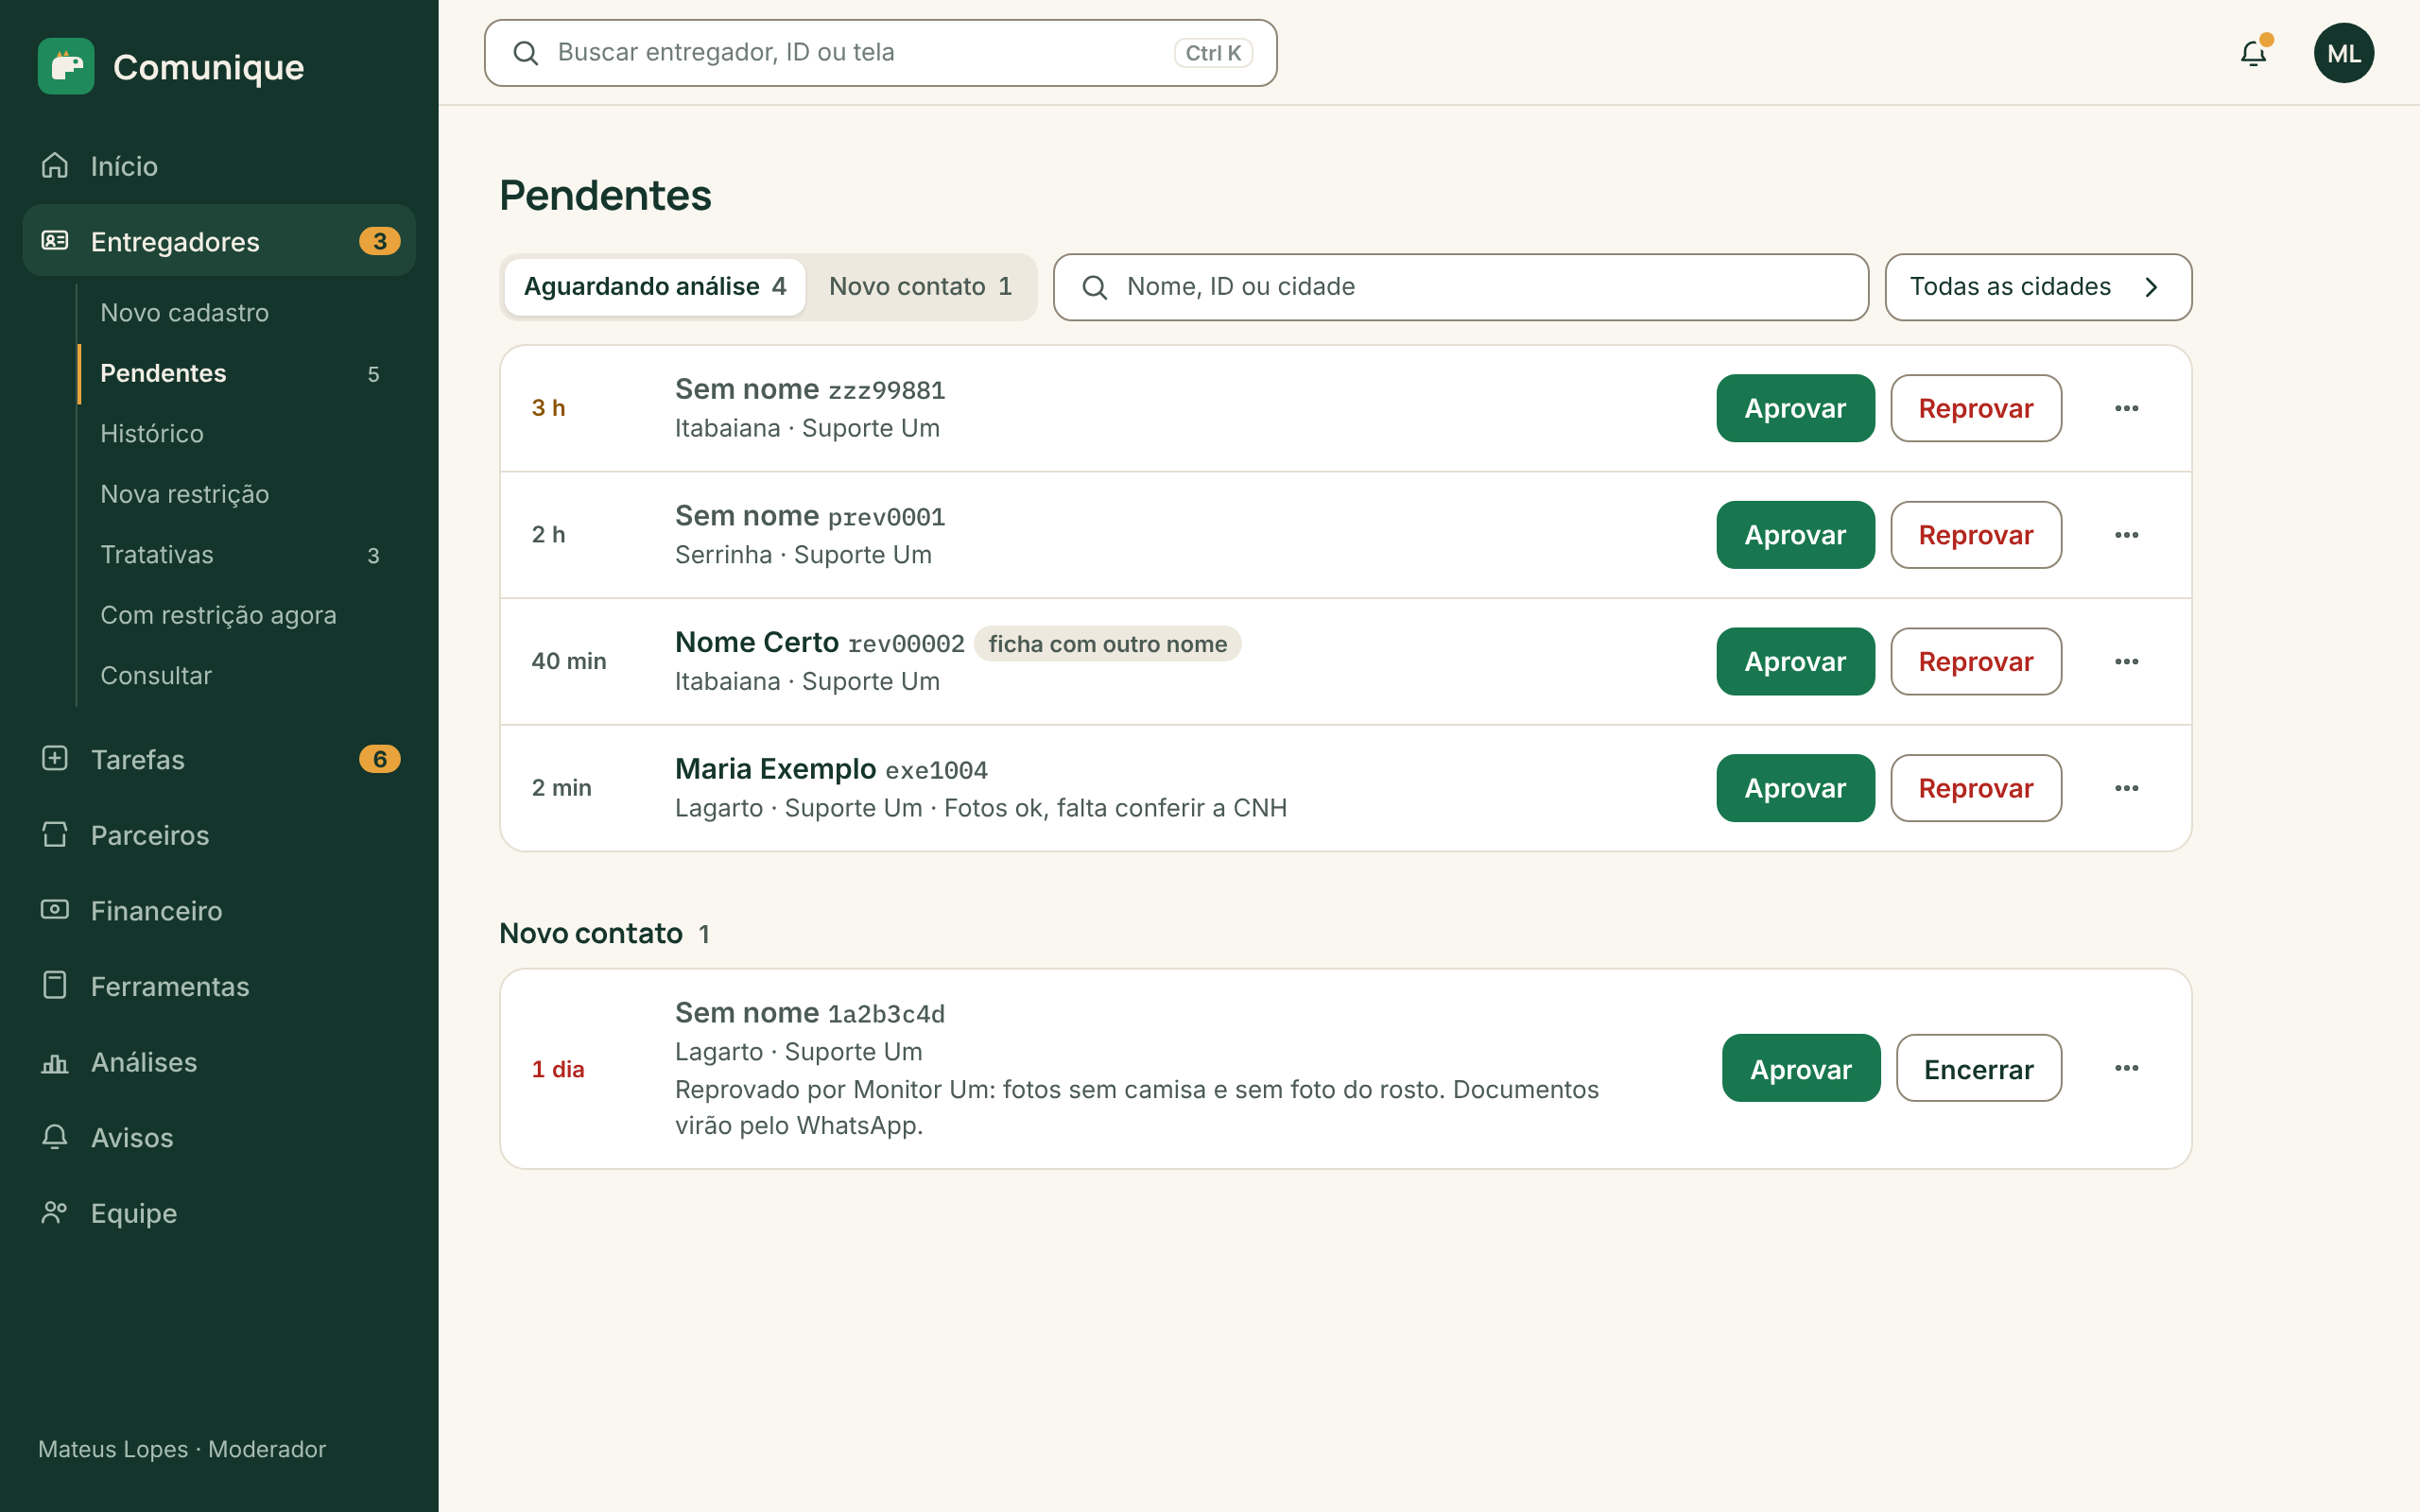 Comunique
Início
Entregadores 3
Novo cadastro
Pendentes 5
Histórico
Nova restrição
Tratativas 3
Com restrição agora
Consultar
Tarefas 6
Parceiros
Financeiro
Ferramentas
Análises
Avisos
Equipe
Mateus Lopes · Moderador
Buscar entregador, ID ou tela Ctrl K
ML
Pendentes
Aguardando análise 4 Novo contato 1 Nome, ID ou cidade Todas as cidades
3 h
Sem nome zzz99881
Itabaiana · Suporte Um
Aprovar Reprovar
2 h
Sem nome prev0001
Serrinha · Suporte Um
Aprovar Reprovar
40 min
Nome Certo rev00002 ficha com outro nome
Itabaiana · Suporte Um
Aprovar Reprovar
2 min
Maria Exemplo exe1004
Lagarto · Suporte Um · Fotos ok, falta conferir a CNH
Aprovar Reprovar
Novo contato 1
1 dia
Sem nome 1a2b3c4d
Lagarto · Suporte Um
Reprovado por Monitor Um: fotos sem camisa e sem foto do rosto. Documentos
virão pelo WhatsApp.
Aprovar Encerrar